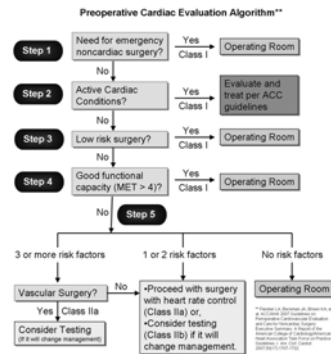 Preoperative Cardiac Evaluation Algorithm**
Step 1
Need for emergency
noncardiac surgery?
Yes
Class I
Operating Room
No
Step 2
Active Cardiac
Conditions?
Yes
Class I
Evaluate and
treat per ACC
guidelines
No
Step 3
Low risk surgery?
Yes
Class I
Operating Room
No
Step 4
Good functional
capacity (MET > 4)?
Yes
Class I
Operating Room
No
Step 5
3 or more risk factors
1 or 2 risk factors
No risk factors
Vascular Surgery?
No
•Proceed with surgery
with heart rate control
(Class IIa) or,
•Consider testing
(Class IIb) if it will
change management.
Operating Room
Yes
Class IIa
Consider Testing
(If it will change management)